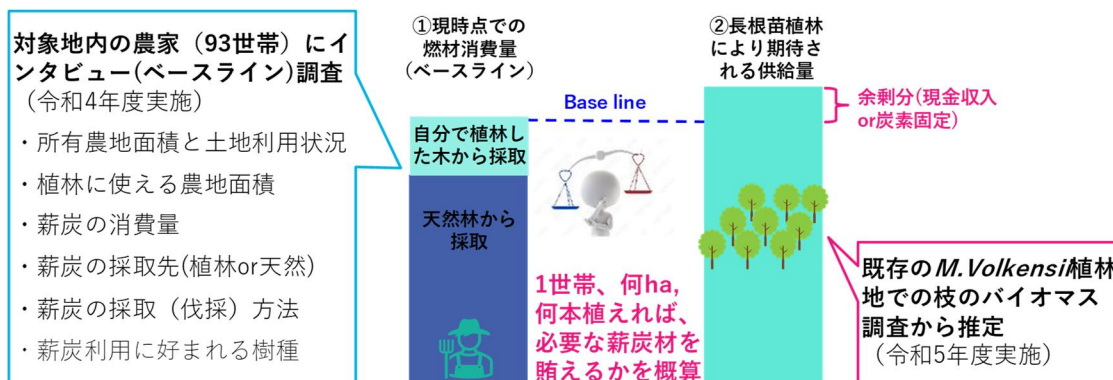 対象地内の農家（93世帯）にイ
ンタビュー(ベースライン)調査
（令和4年度実施）
・所有農地面積と土地利用状況
・植林に使える農地面積
・薪炭の消費量
・薪炭の採取先(植林or天然)
・薪炭の採取（伐採）方法
・薪炭利用に好まれる樹種
①現時点での
燃材消費量
（ベースライン）
自分で植林し
た木から採取
天然林から
採取
Base line
1世帯、何ha,
何本植えれば、
必要な薪炭材を
賄えるかを概算
②長根苗植林
により期待さ
れる供給量
余剰分(現金収入
or炭素固定)
既存のM.Volkensii植林
地での枝のバイオマス
調査から推定
（令和5年度実施）